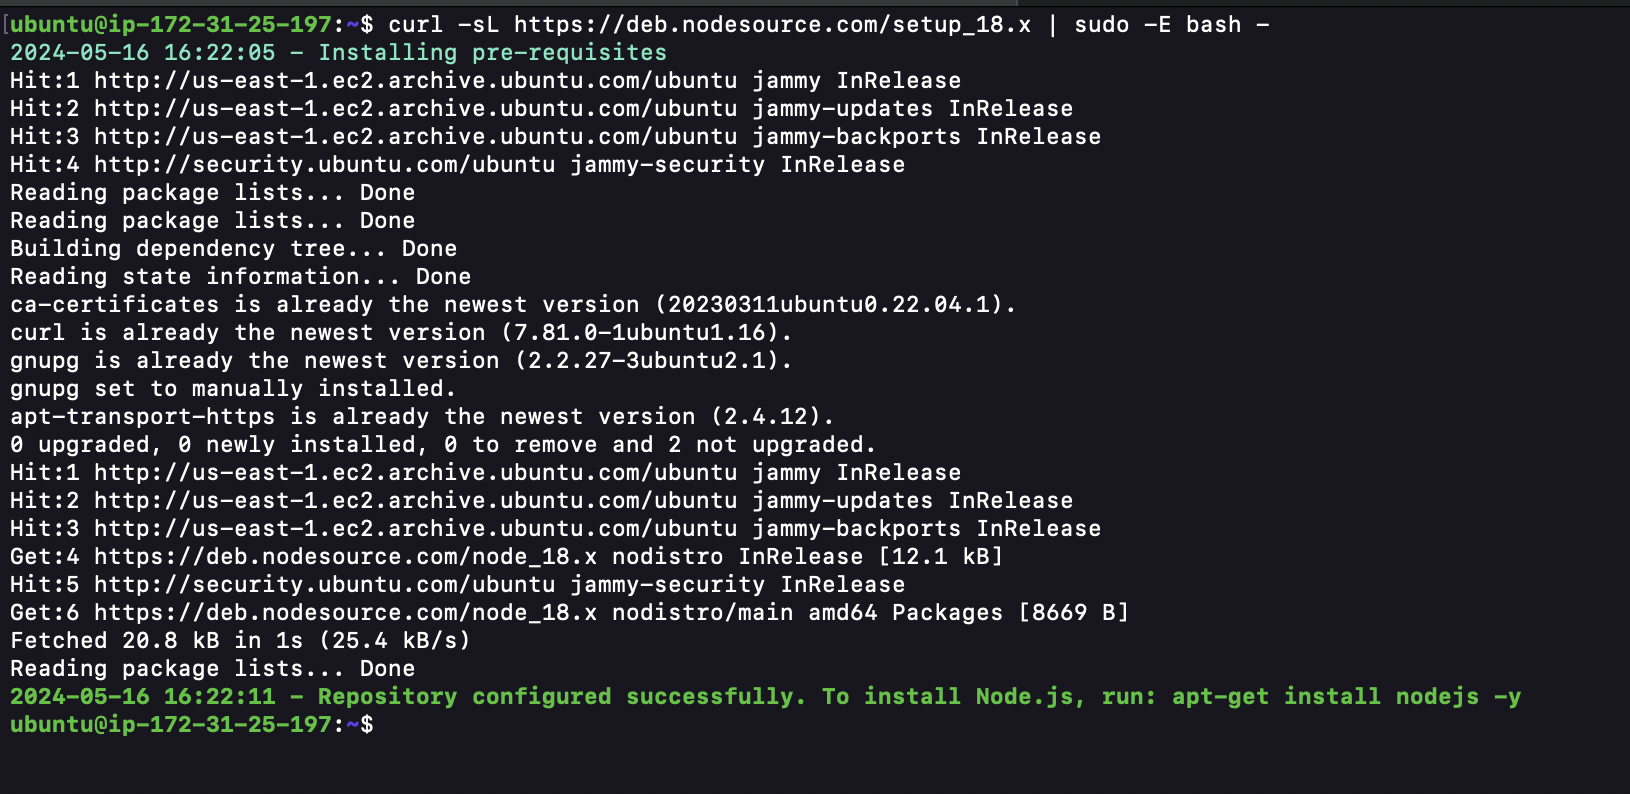 [ubuntu@ip-172-31-25-197:~$ curl -sL https://deb.nodesource.com/setup_18.x | sudo -E bash -
2024-05-16 16:22:05 - Installing pre-requisites
Hit:1 http://us-east-1.ec2.archive.ubuntu.com/ubuntu jammy InRelease
Hit:2 http://us-east-1.ec2.archive.ubuntu.com/ubuntu jammy-updates InRelease
Hit:3 http://us-east-1.ec2.archive.ubuntu.com/ubuntu jammy-backports InRelease
Hit:4 http://security.ubuntu.com/ubuntu jammy-security InRelease
Reading package lists... Done
Reading package lists... Done
Building dependency tree... Done
Reading state information... Done
ca-certificates is already the newest version (20230311ubuntu0.22.04.1).
curl is already the newest version (7.81.0-1ubuntu1.16).
gnupg is already the newest version (2.2.27-3ubuntu2.1).
gnupg set to manually installed.
apt-transport-https is already the newest version (2.4.12).
0 upgraded, 0 newly installed, 0 to remove and 2 not upgraded.
Hit:1 http://us-east-1.ec2.archive.ubuntu.com/ubuntu jammy InRelease
Hit:2 http://us-east-1.ec2.archive.ubuntu.com/ubuntu jammy-updates InRelease
Hit:3 http://us-east-1.ec2.archive.ubuntu.com/ubuntu jammy-backports InRelease
Get:4 https://deb.nodesource.com/node_18.x nodistro InRelease [12.1 kB]
Hit:5 http://security.ubuntu.com/ubuntu jammy-security InRelease
Get:6 https://deb.nodesource.com/node_18.x nodistro/main amd64 Packages [8669 B]
Fetched 20.8 kB in 1s (25.4 kB/s)
Reading package lists... Done
2024-05-16 16:22:11 - Repository configured successfully. To install Node.js, run: apt-get install nodejs -y
ubuntu@ip-172-31-25-197:~$